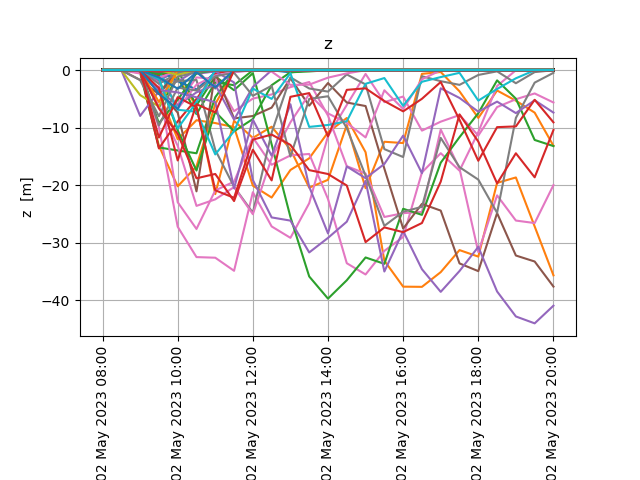 z
z [m]
0
−10
−20
−30
−40
02 May 2023 08:00
02 May 2023 10:00
02 May 2023 12:00
02 May 2023 14:00
02 May 2023 16:00
02 May 2023 18:00
02 May 2023 20:00